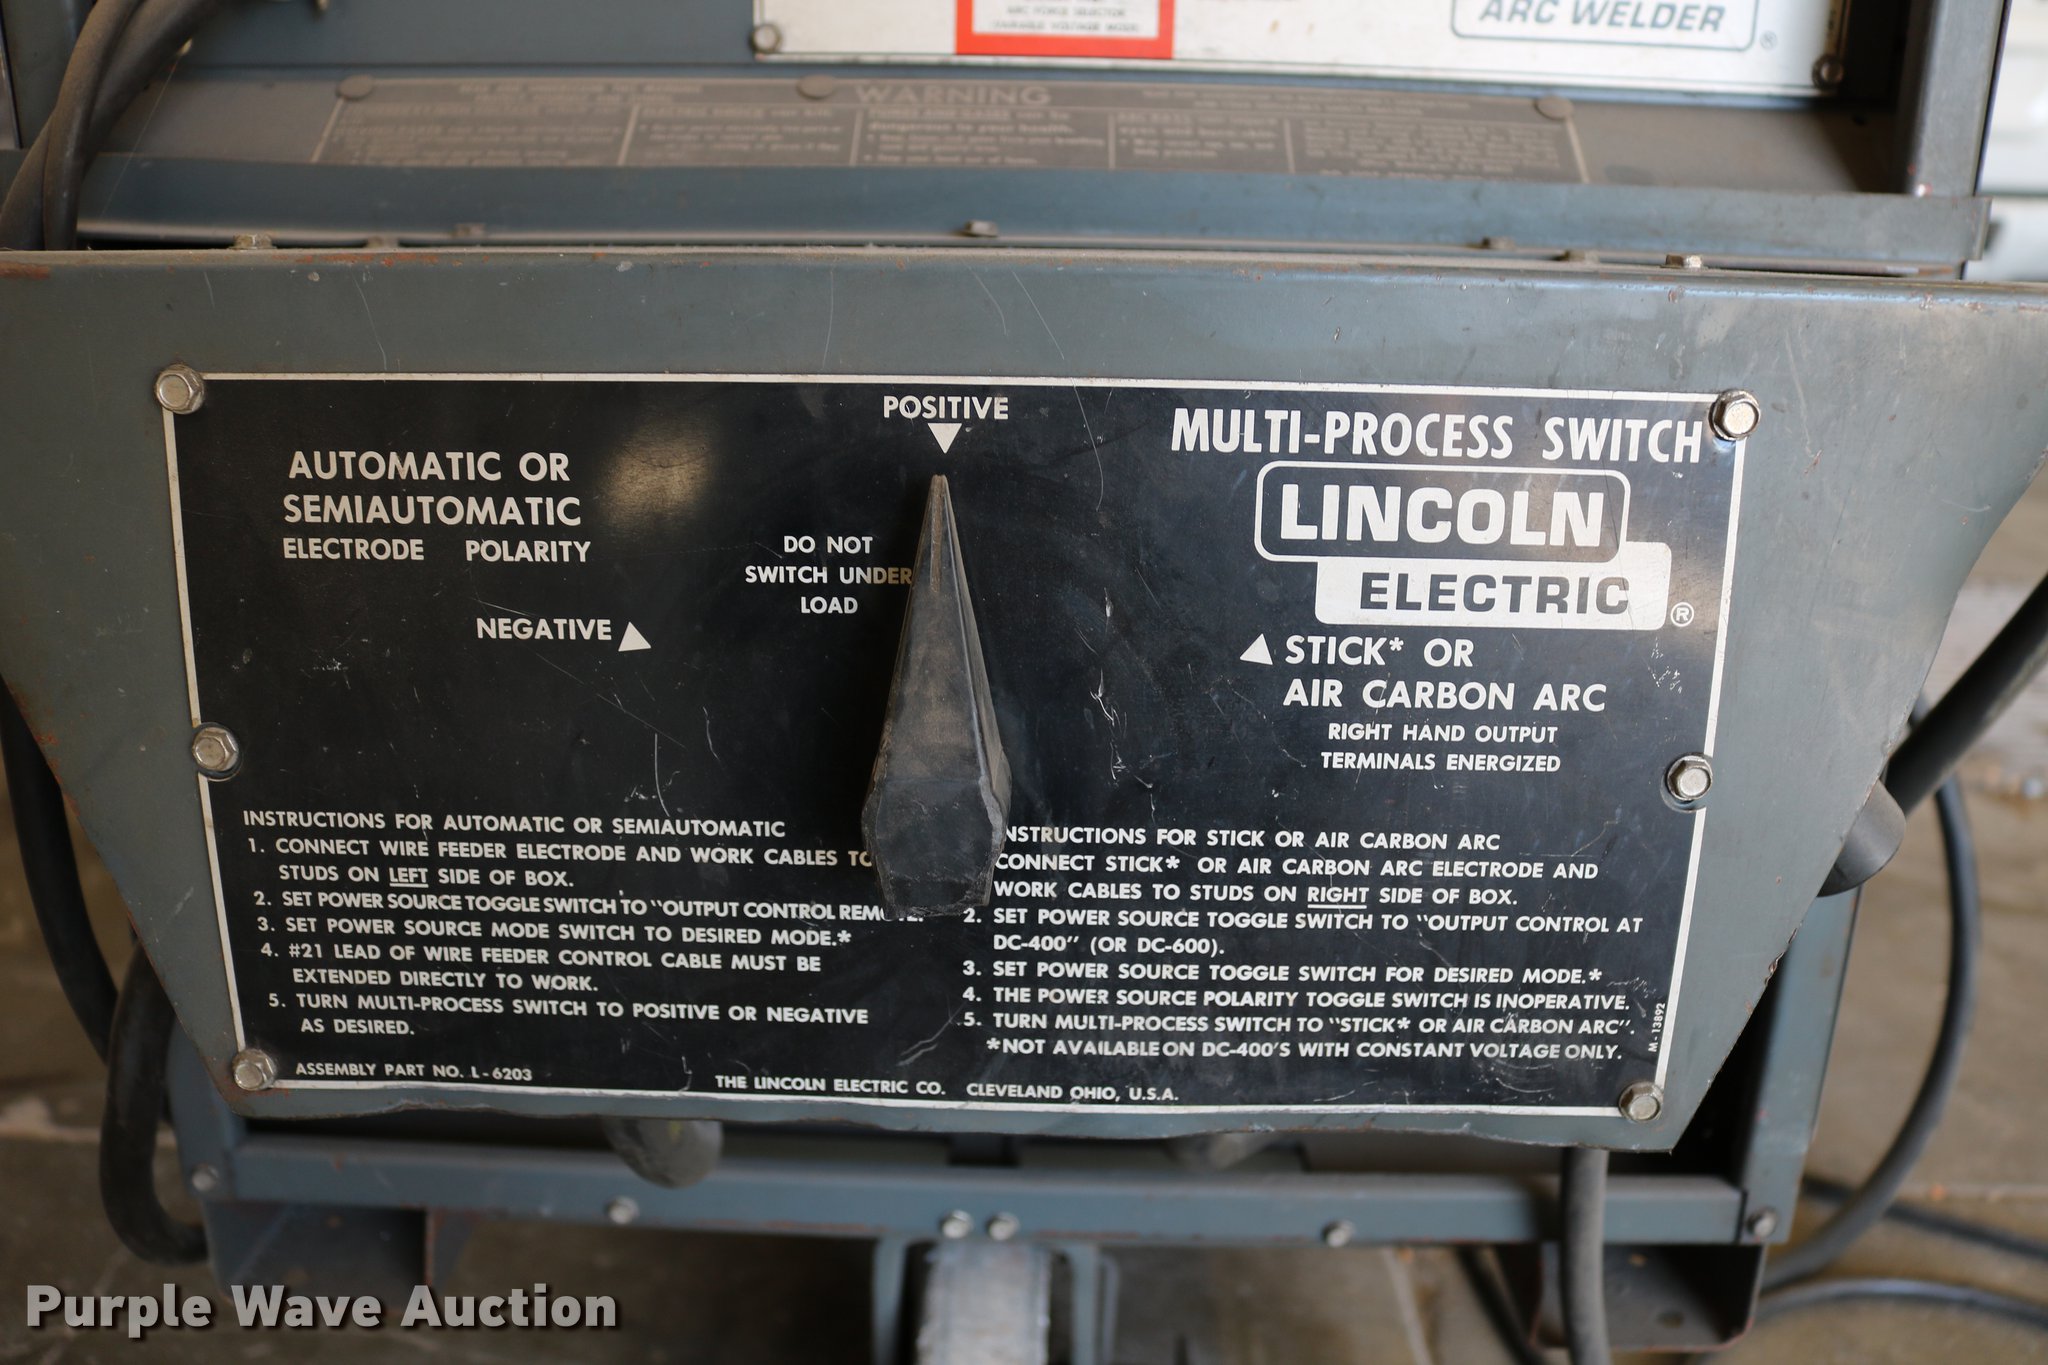 ARC FORCE SELECTOR
VARIABLE VOLTAGE MODE
ARC WELDER
®
WARNING
POSITIVE
MULTI-PROCESS SWITCH
AUTOMATIC OR
SEMIAUTOMATIC
ELECTRODE POLARITY
LINCOLN
ELECTRIC ®
DO NOT
SWITCH UNDER
LOAD
NEGATIVE
STICK* OR
AIR CARBON ARC
RIGHT HAND OUTPUT
TERMINALS ENERGIZED
INSTRUCTIONS FOR AUTOMATIC OR SEMIAUTOMATIC
1. CONNECT WIRE FEEDER ELECTRODE AND WORK CABLES TO
STUDS ON LEFT SIDE OF BOX.
2. SET POWER SOURCE TOGGLE SWITCH TO "OUTPUT CONTROL REMOTE."
3. SET POWER SOURCE MODE SWITCH TO DESIRED MODE.*
4. #21 LEAD OF WIRE FEEDER CONTROL CABLE MUST BE
EXTENDED DIRECTLY TO WORK.
5. TURN MULTI-PROCESS SWITCH TO POSITIVE OR NEGATIVE
AS DESIRED.
ASSEMBLY PART NO. L-6203
NSTRUCTIONS FOR STICK OR AIR CARBON ARC
CONNECT STICK* OR AIR CARBON ARC ELECTRODE AND
WORK CABLES TO STUDS ON RIGHT SIDE OF BOX.
2. SET POWER SOURCE TOGGLE SWITCH TO "OUTPUT CONTROL AT
DC-400" (OR DC-600).
3. SET POWER SOURCE TOGGLE SWITCH FOR DESIRED MODE.*
4. THE POWER SOURCE POLARITY TOGGLE SWITCH IS INOPERATIVE.
5. TURN MULTI-PROCESS SWITCH TO "STICK* OR AIR CARBON ARC".
*NOT AVAILABLE ON DC-400'S WITH CONSTANT VOLTAGE ONLY.
M-13892
THE LINCOLN ELECTRIC CO. CLEVELAND OHIO, U.S.A.
Purple Wave Auction